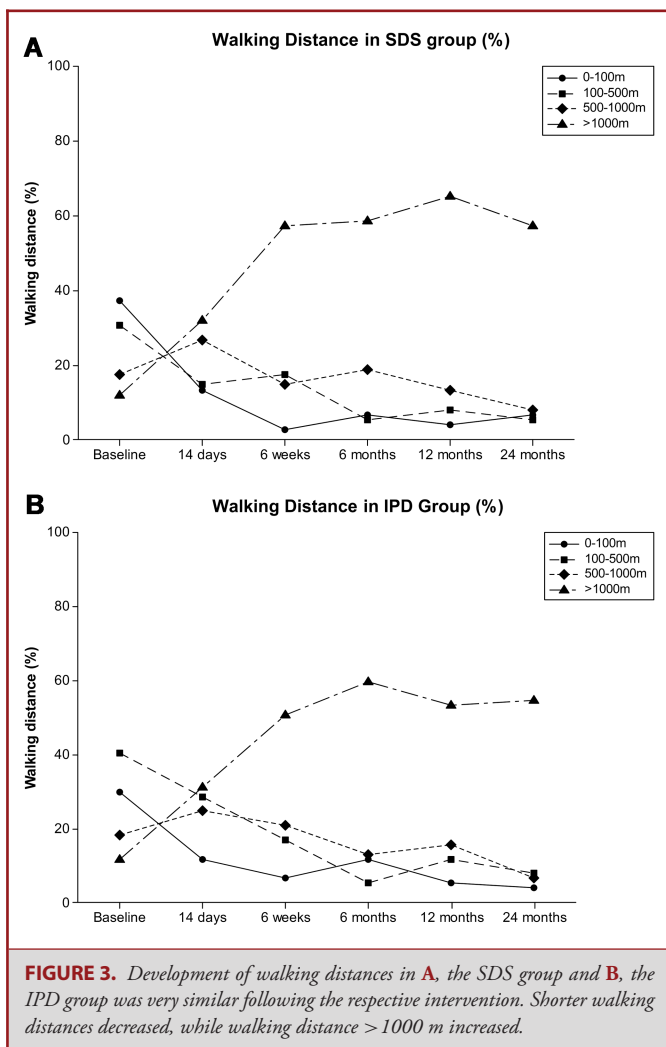 A
Walking Distance in SDS group (%)
0-100m
100-500m
500-1000m
>1000m
Walking distance (%)
100
80
60
40
20
0
Baseline 14 days 6 weeks 6 months 12 months 24 months
B
Walking Distance in IPD Group (%)
0-100m
100-500m
500-1000m
>1000m
Walking distance (%)
100
80
60
40
20
0
Baseline 14 days 6 weeks 6 months 12 months 24 months
FIGURE 3. Development of walking distances in A, the SDS group and B, the
IPD group was very similar following the respective intervention. Shorter walking
distances decreased, while walking distance >1000 m increased.